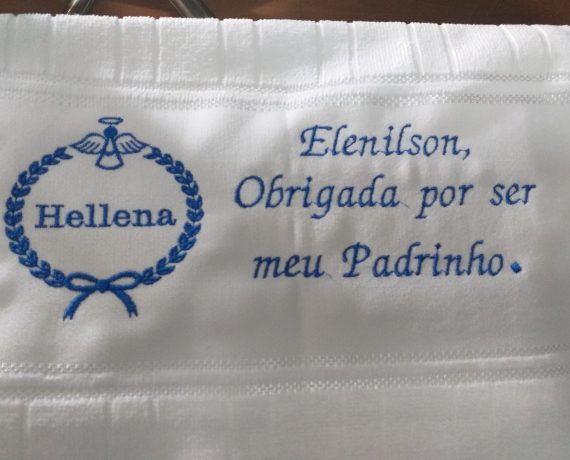 Hellena
Elenilson,
Obrigada por ser
meu Padrinho.